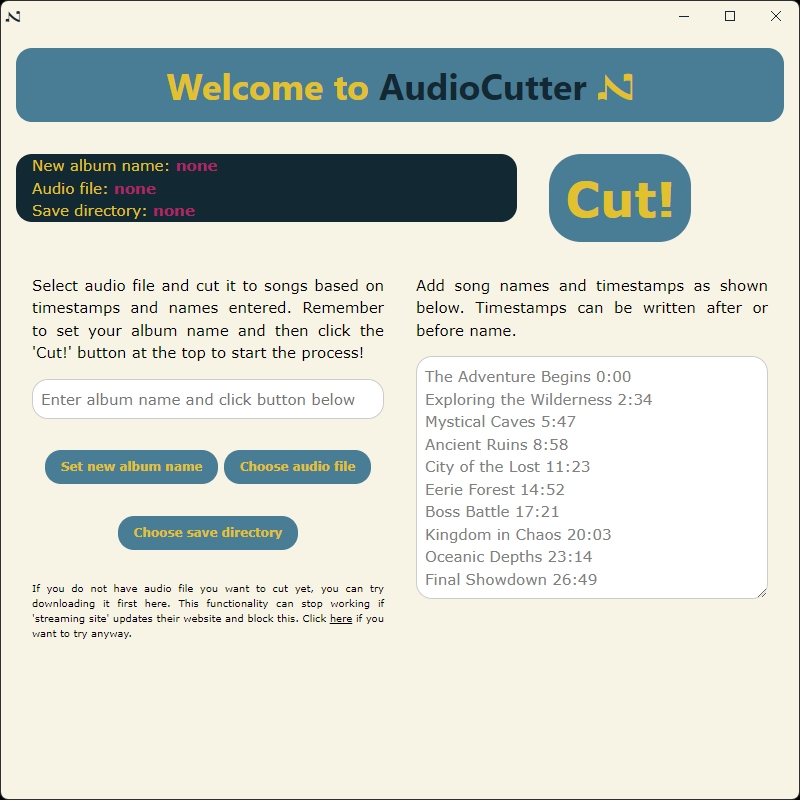 Welcome to AudioCutter
New album name: none
Audio file: none
Save directory: none
Cut!
Select audio file and cut it to songs based on
timestamps and names entered. Remember
to set your album name and then click the
'Cut!' button at the top to start the process!
Enter album name and click button below
Set new album name
Choose audio file
Choose save directory
If you do not have audio file you want to cut yet, you can try
downloading it first here. This functionality can stop working if
'streaming site' updates their website and block this. Click here if you
want to try anyway.
Add song names and timestamps as shown
below. Timestamps can be written after or
before name.
The Adventure Begins 0:00
Exploring the Wilderness 2:34
Mystical Caves 5:47
Ancient Ruins 8:58
City of the Lost 11:23
Eerie Forest 14:52
Boss Battle 17:21
Kingdom in Chaos 20:03
Oceanic Depths 23:14
Final Showdown 26:49